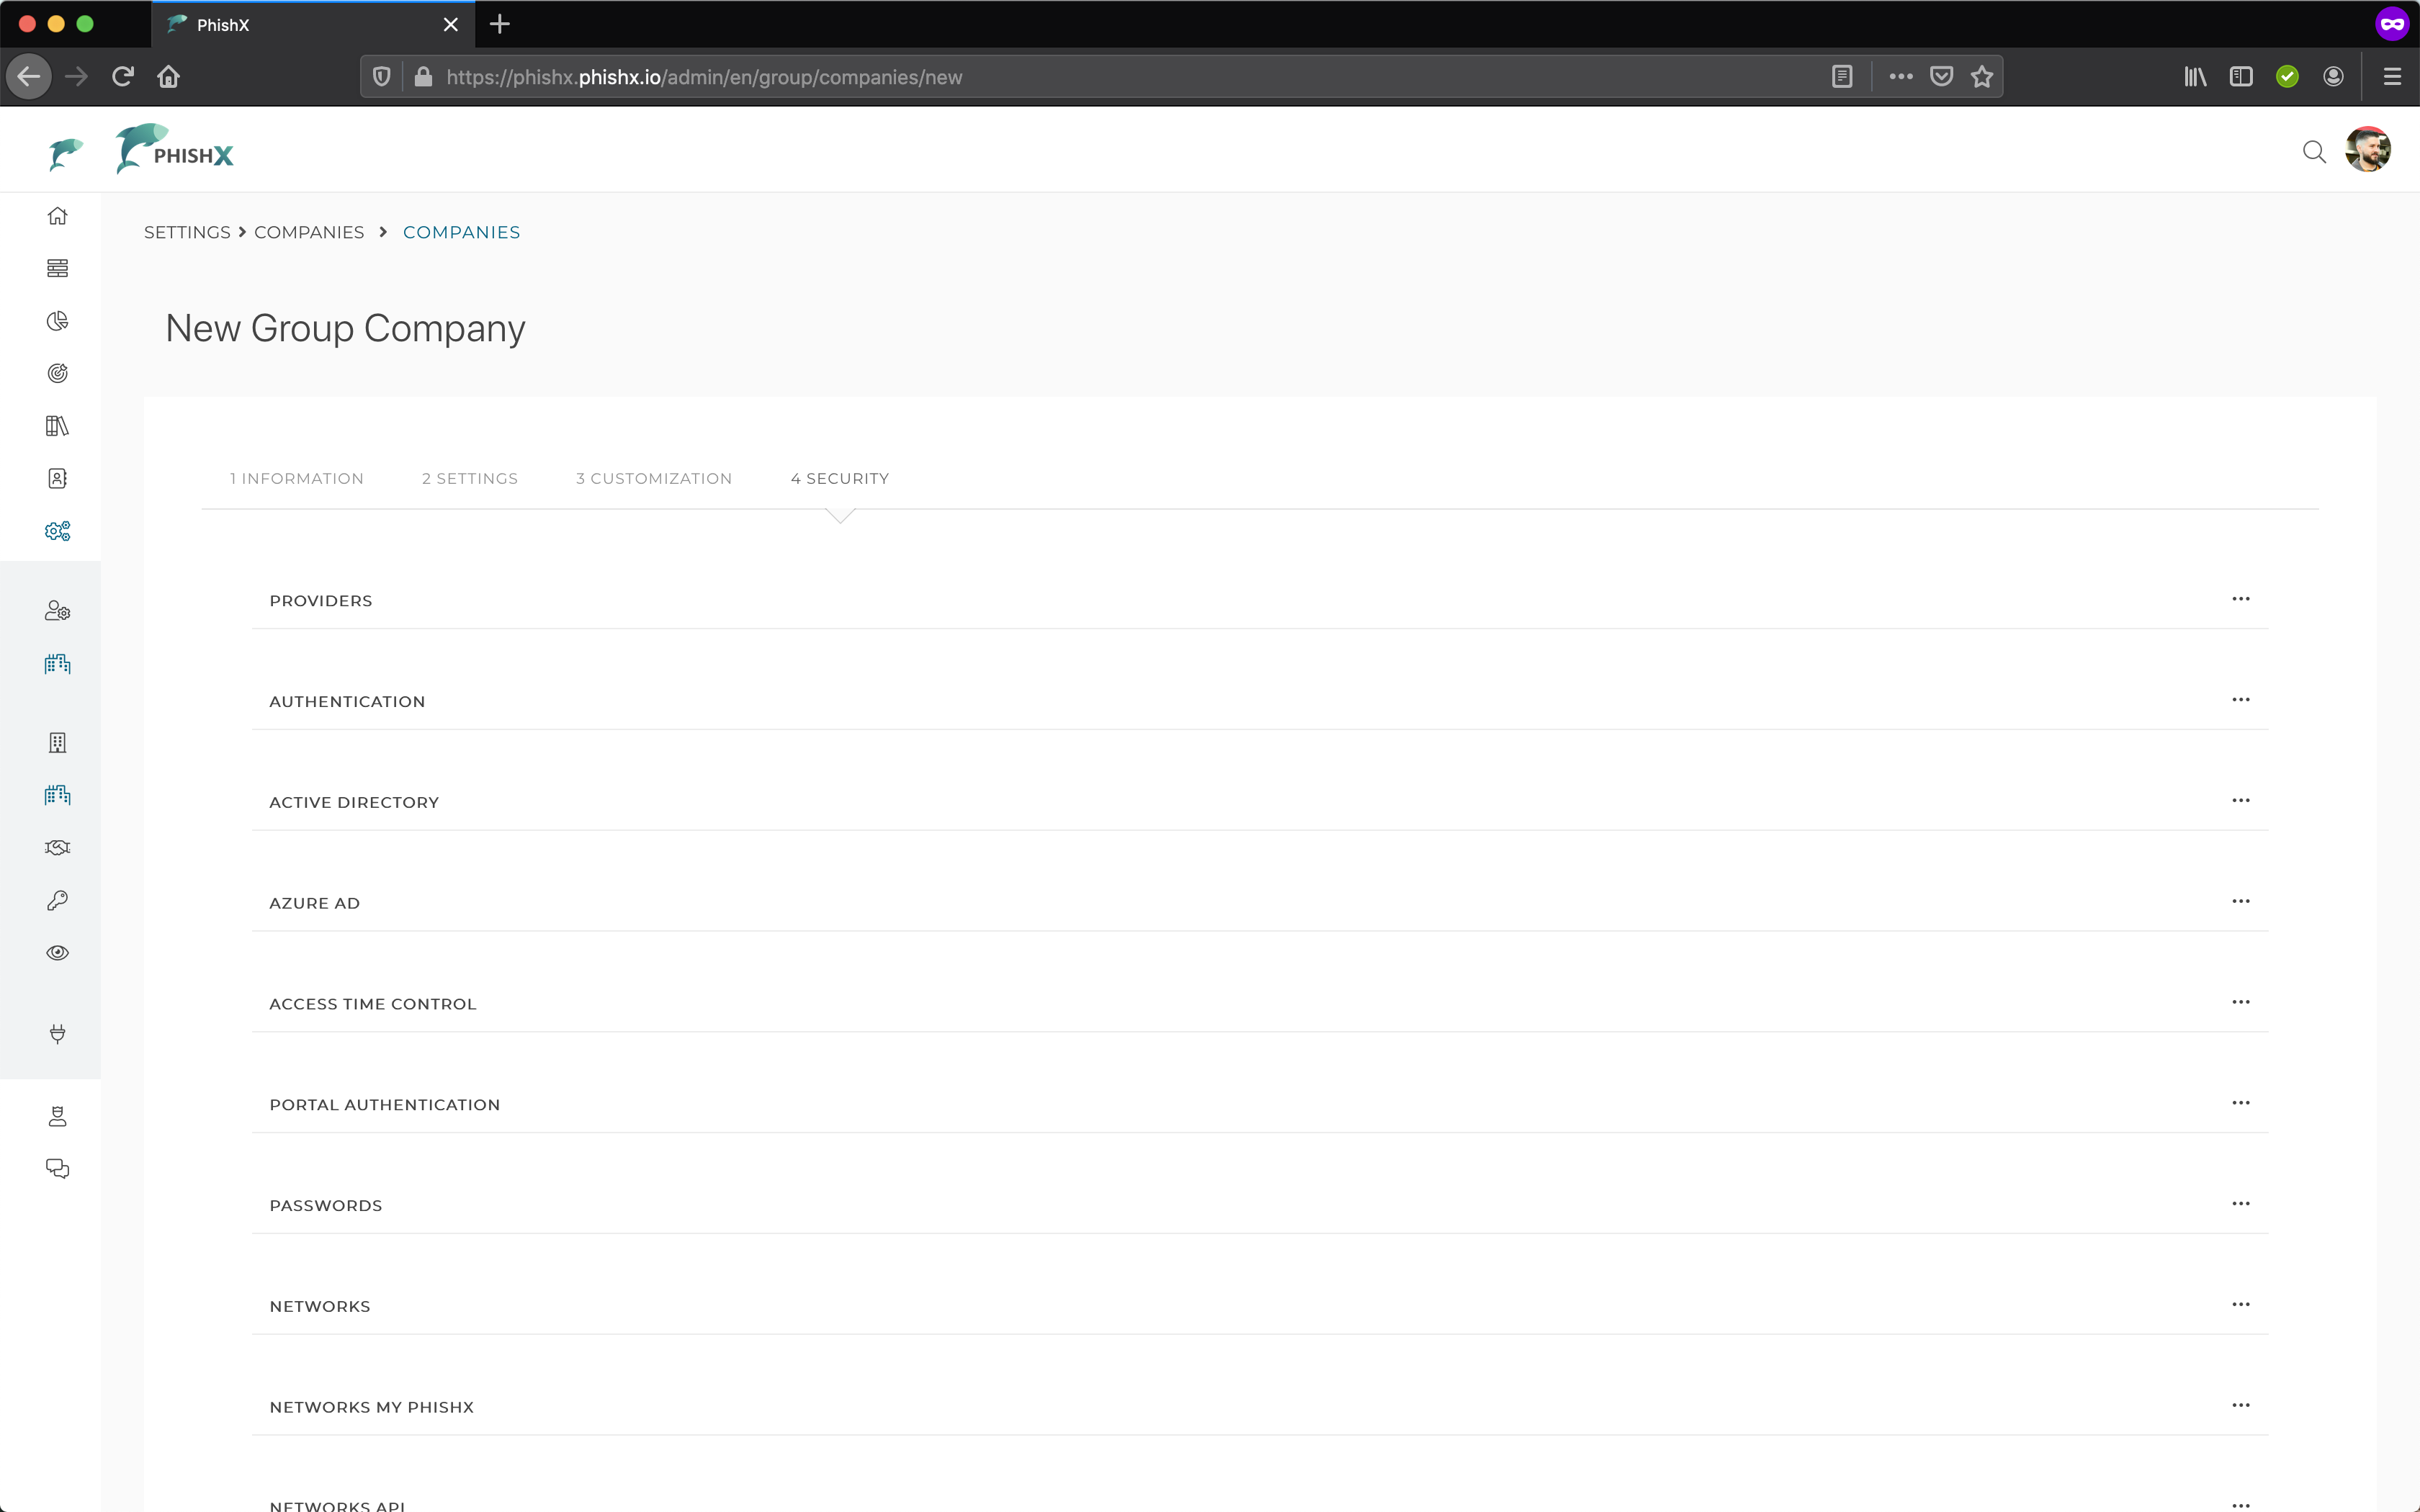 PhishX
https://phishx.phishx.io/admin/en/group/companies/new
PHISHX
SETTINGS > COMPANIES > COMPANIES
New Group Company
1 INFORMATION 2 SETTINGS 3 CUSTOMIZATION 4 SECURITY
PROVIDERS
AUTHENTICATION
ACTIVE DIRECTORY
AZURE AD
ACCESS TIME CONTROL
PORTAL AUTHENTICATION
PASSWORDS
NETWORKS
NETWORKS MY PHISHX
NETWORKS API